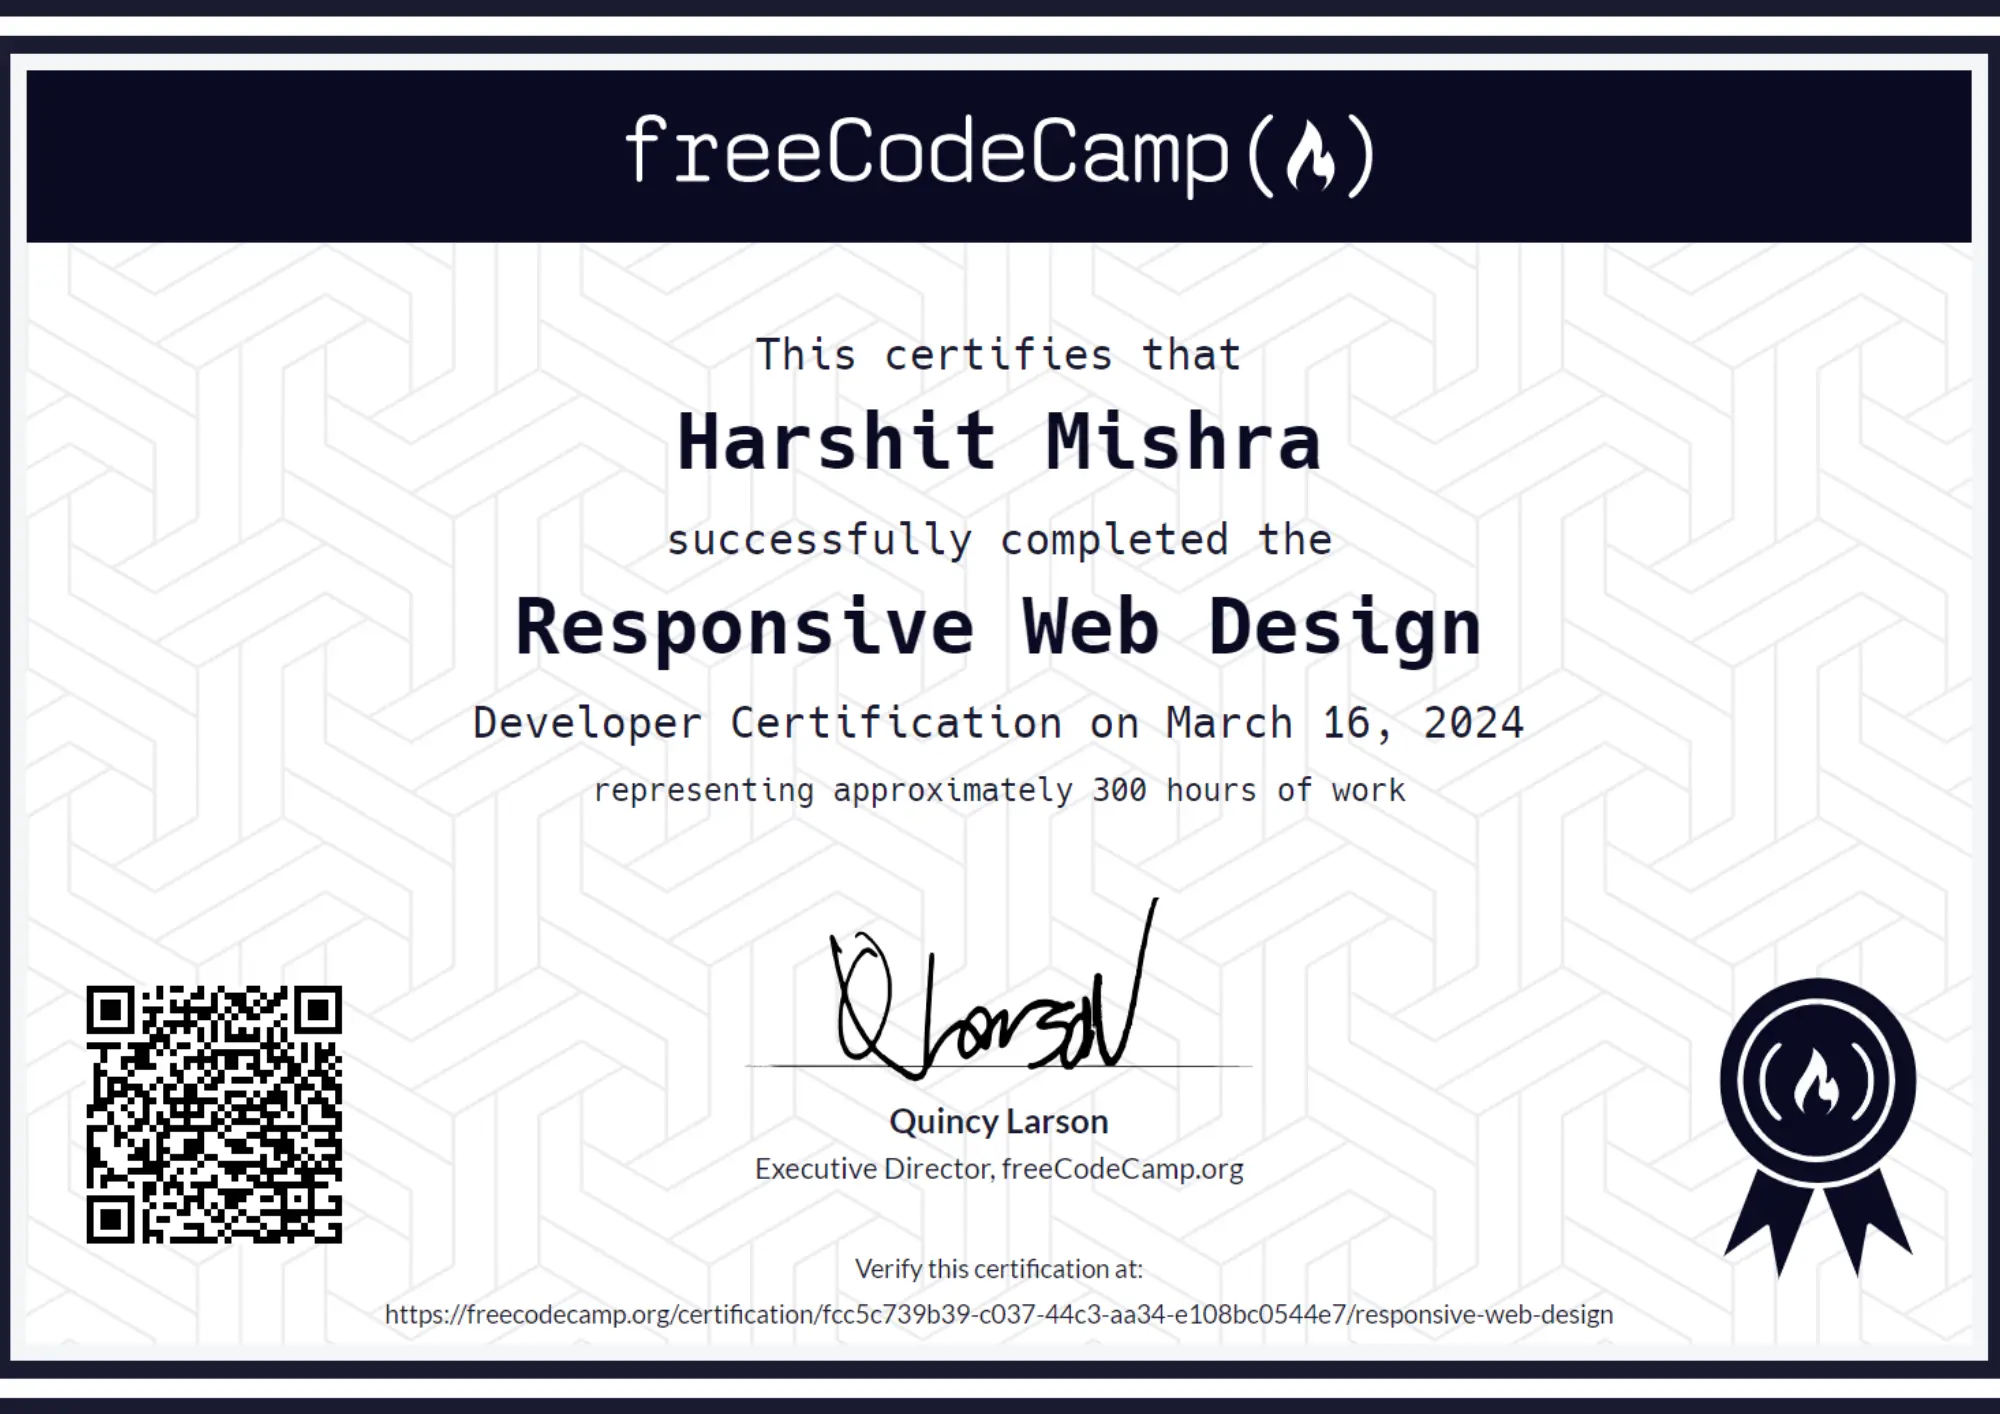 freeCodeCamp(🔥)
This certifies that
Harshit Mishra
successfully completed the
Responsive Web Design
Developer Certification on March 16, 2024
representing approximately 300 hours of work
Q Larson
Quincy Larson
Executive Director, freeCodeCamp.org
Verify this certification at:
https://freecodecamp.org/certification/fcc5c739b39-c037-44c3-aa34-e108bc0544e7/responsive-web-design